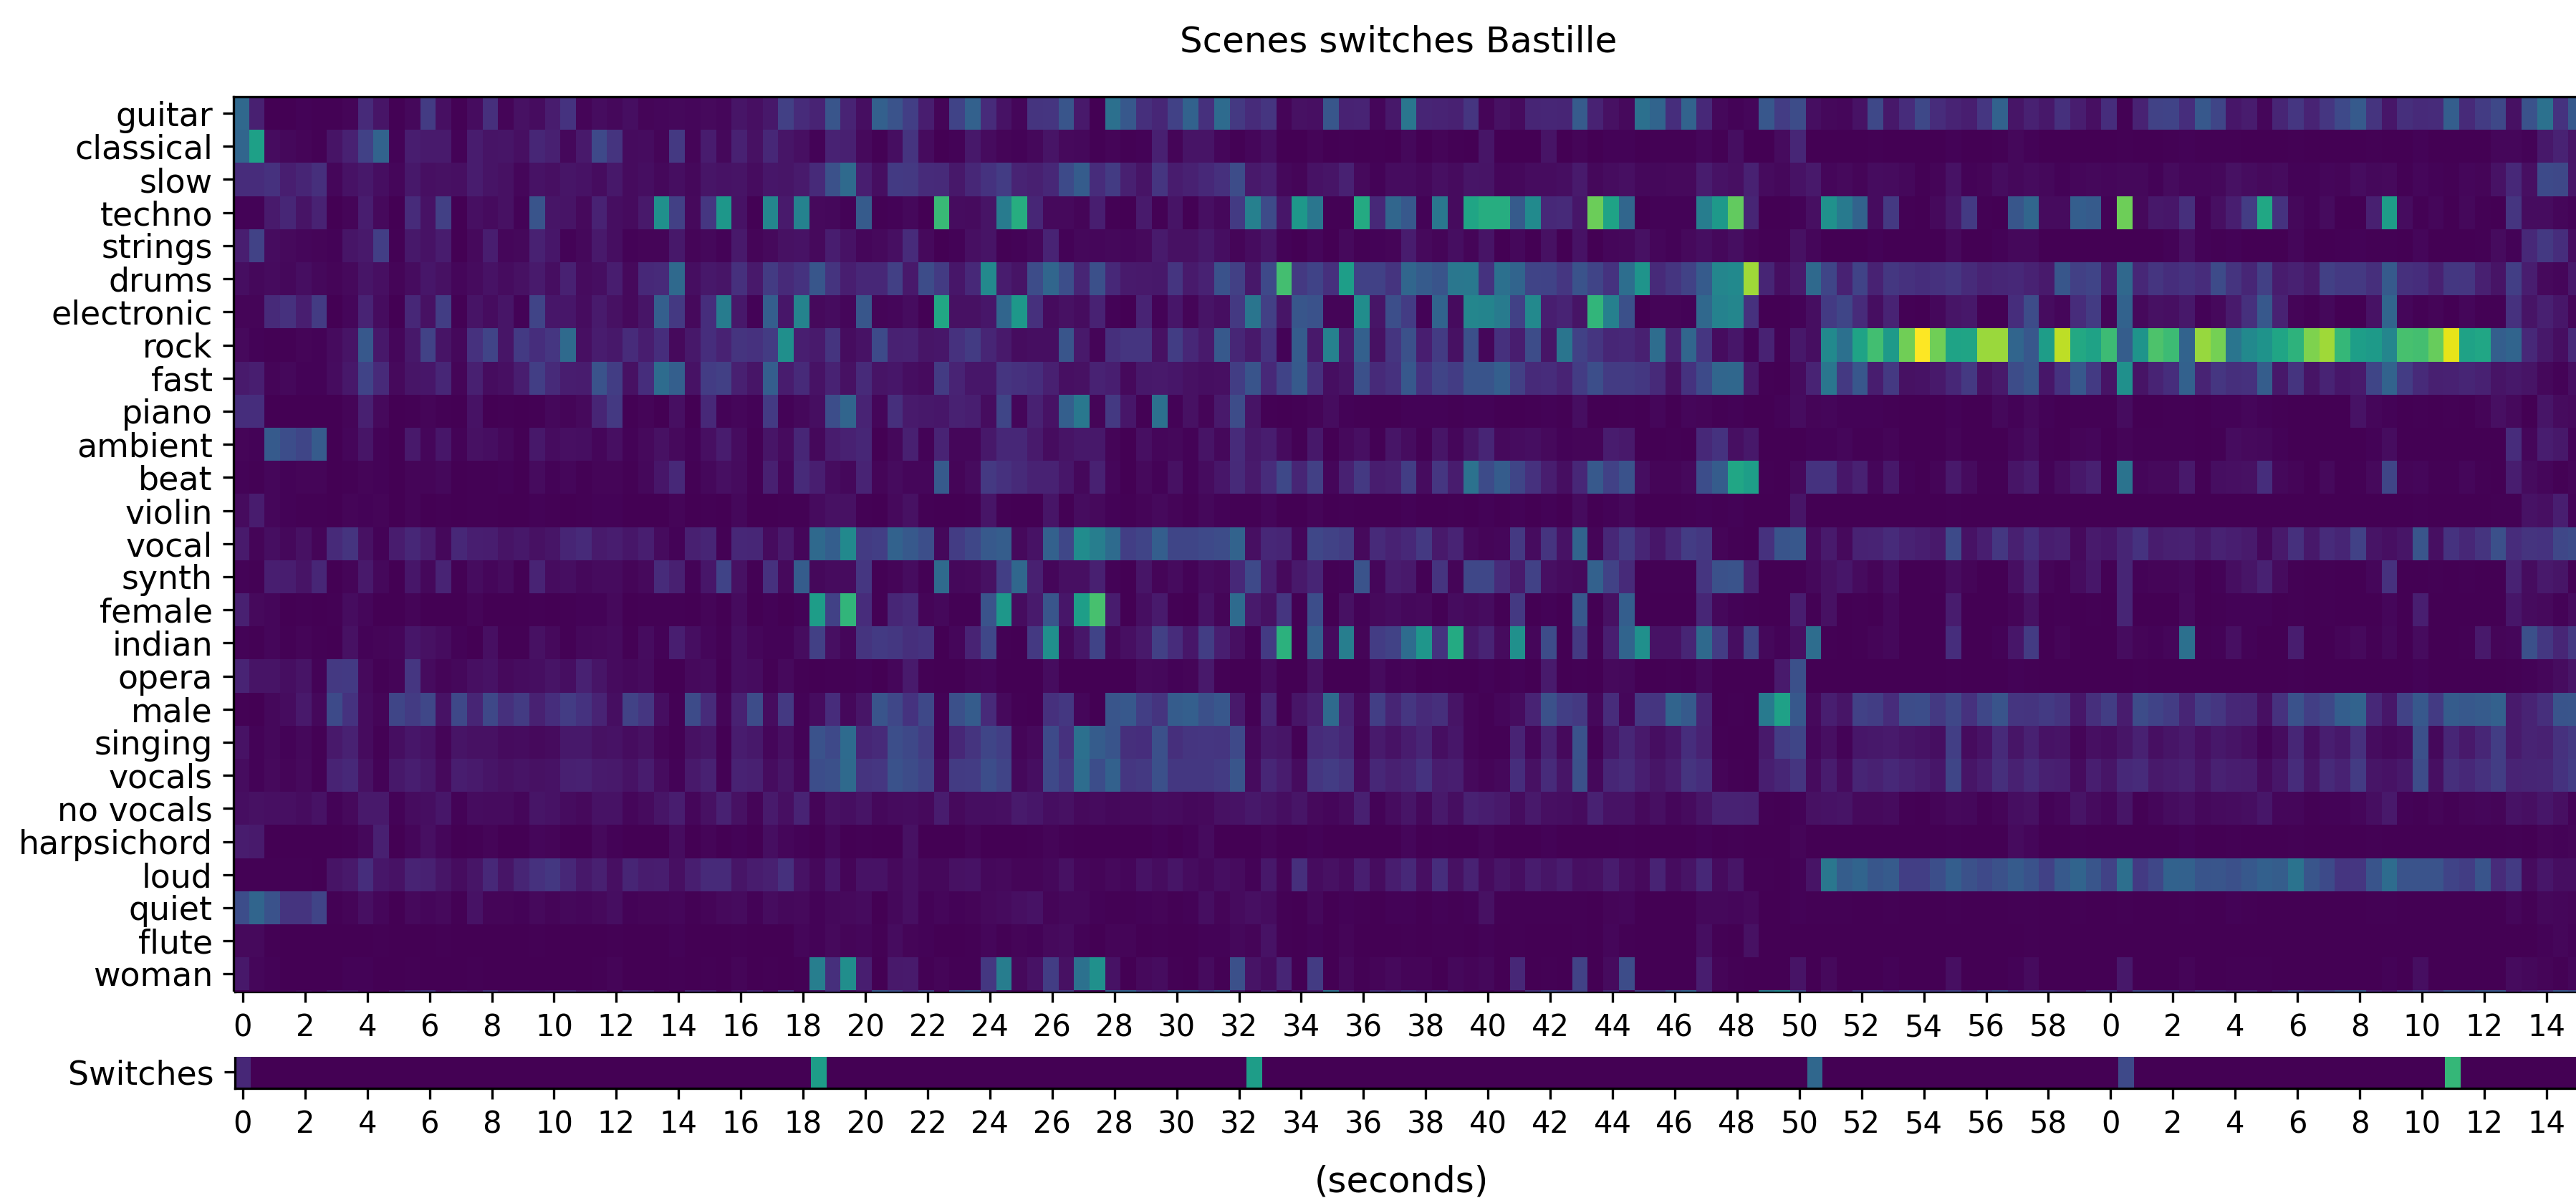 Scenes switches Bastille
guitar
classical
slow
techno
strings
drums
electronic
rock
fast
piano
ambient
beat
violin
vocal
synth
female
indian
opera
male
singing
vocals
no vocals
harpsichord
loud
quiet
flute
woman
0 2 4 6 8 10 12 14 16 18 20 22 24 26 28 30 32 34 36 38 40 42 44 46 48 50 52 54 56 58 0 2 4 6 8 10 12 14
Switches
0 2 4 6 8 10 12 14 16 18 20 22 24 26 28 30 32 34 36 38 40 42 44 46 48 50 52 54 56 58 0 2 4 6 8 10 12 14
(seconds)